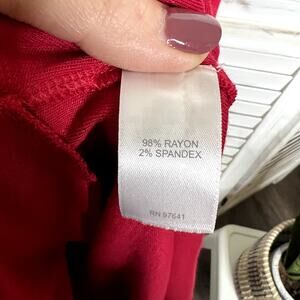 98% RAYON
2% SPANDEX
RN 97641